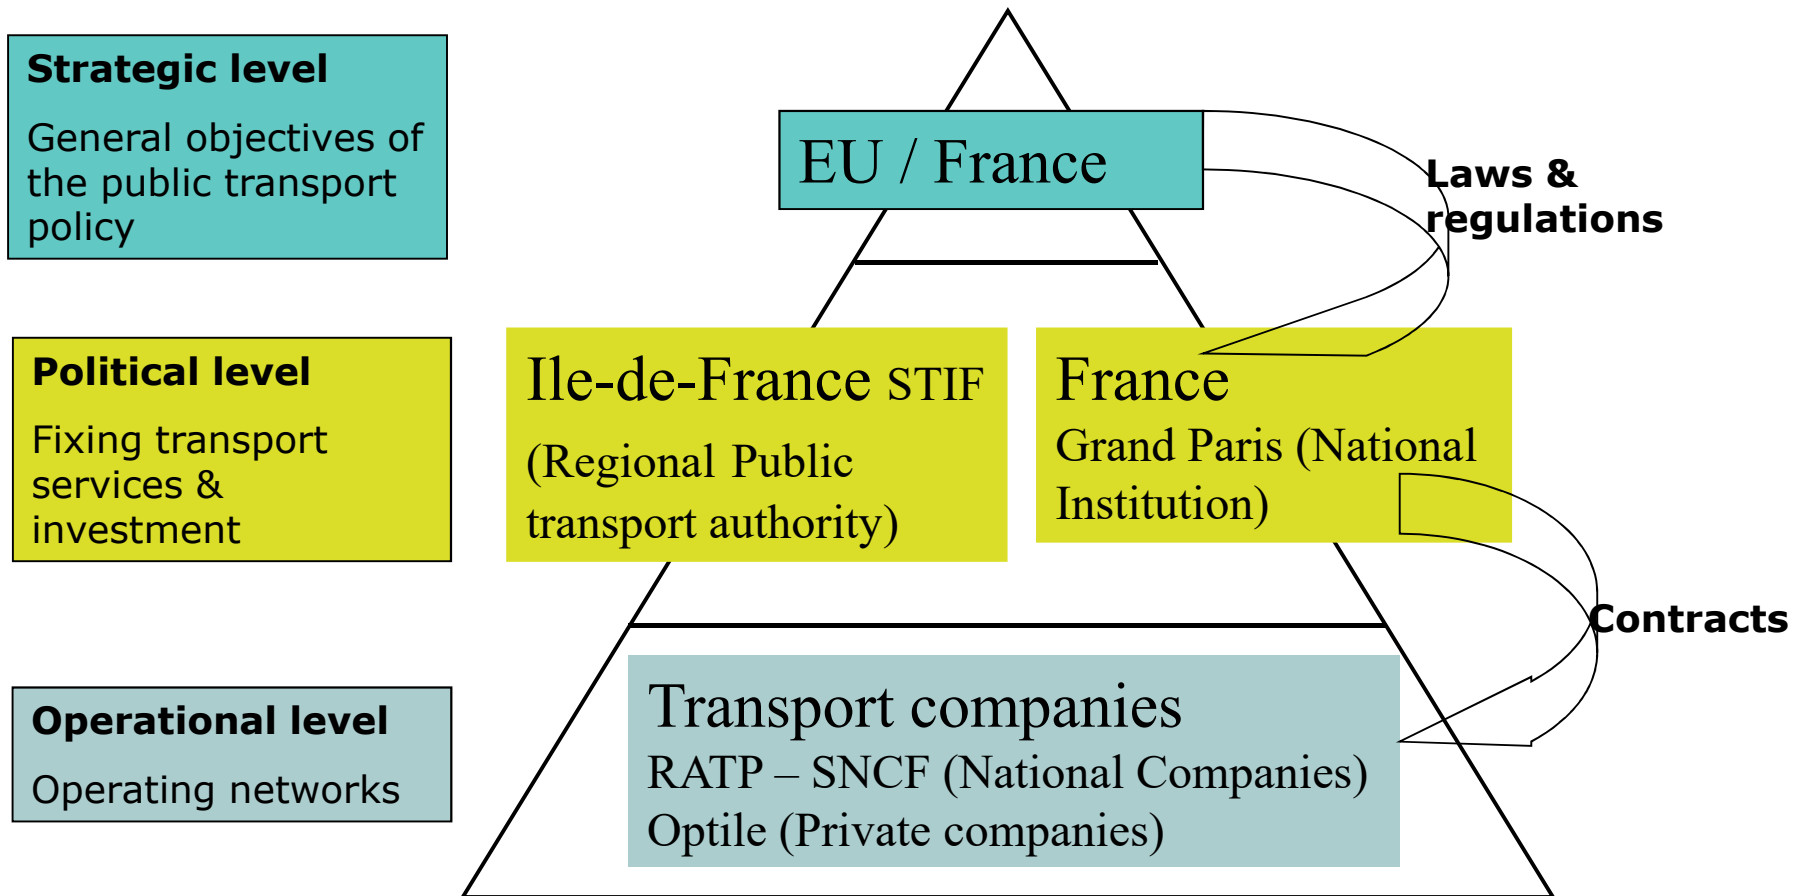 Strategic level
General objectives of
the public transport
policy
EU / France
Laws &
regulations
Political level
Fixing transport
services &
investment
Ile-de-France STIF
(Regional Public
transport authority)
France
Grand Paris (National
Institution)
Contracts
Operational level
Operating networks
Transport companies
RATP – SNCF (National Companies)
Optile (Private companies)